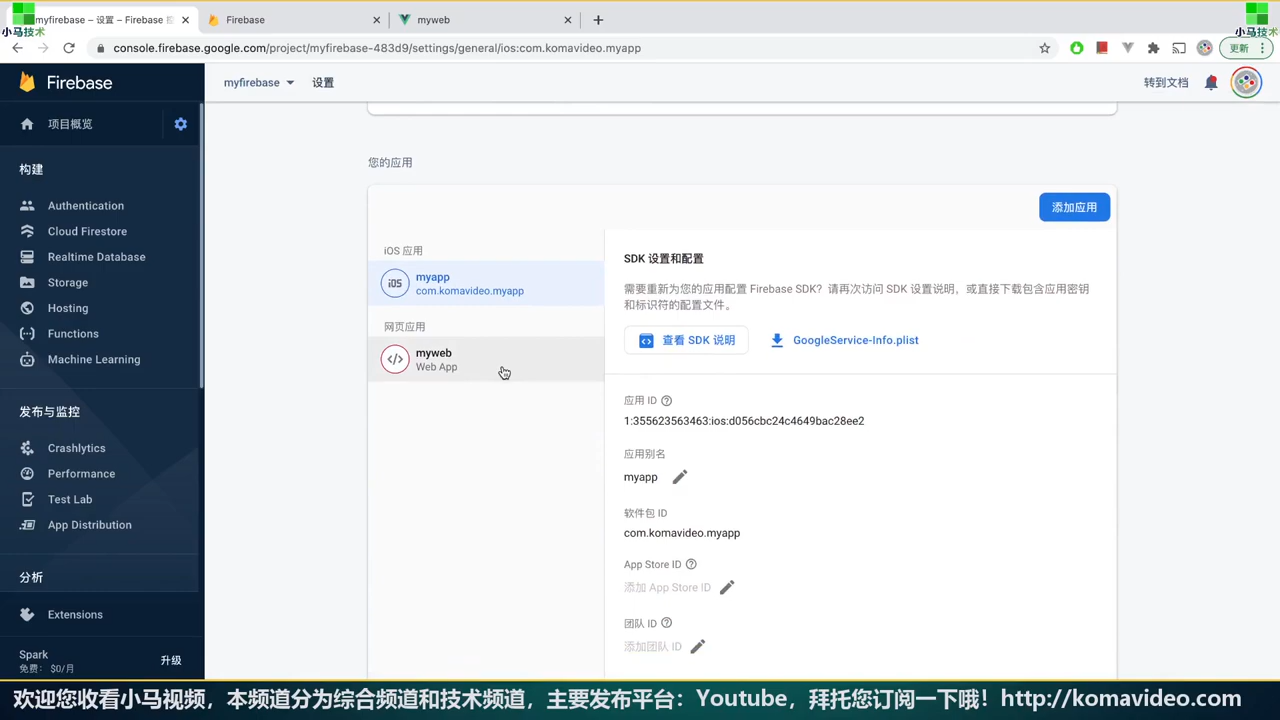 myfirebase – 设置 – Firebase 控
Firebase
myweb
小马技术
小马技术
console.firebase.google.com/project/myfirebase-483d9/settings/general/ios:com.komavideo.myapp
更新
Firebase
myfirebase
设置
转到文档
项目概览
构建
Authentication
Cloud Firestore
Realtime Database
Storage
Hosting
Functions
Machine Learning
发布与监控
Crashlytics
Performance
Test Lab
App Distribution
分析
Extensions
Spark
免费： $0/月
升级
您的应用
添加应用
iOS 应用
iOS
myapp
com.komavideo.myapp
网页应用
myweb
Web App
SDK 设置和配置
需要重新为您的应用配置 Firebase SDK？请再次访问 SDK 设置说明，或直接下载包含应用密钥
和标识符的配置文件。
查看 SDK 说明
GoogleService-Info.plist
应用 ID
1:355623563463:ios:d056cbc24c4649bac28ee2
应用别名
myapp
软件包 ID
com.komavideo.myapp
App Store ID
添加 App Store ID
团队 ID
添加团队 ID
欢迎您收看小马视频，本频道分为综合频道和技术频道，主要发布平台：Youtube，拜托您订阅一下哦！http://komavideo.com